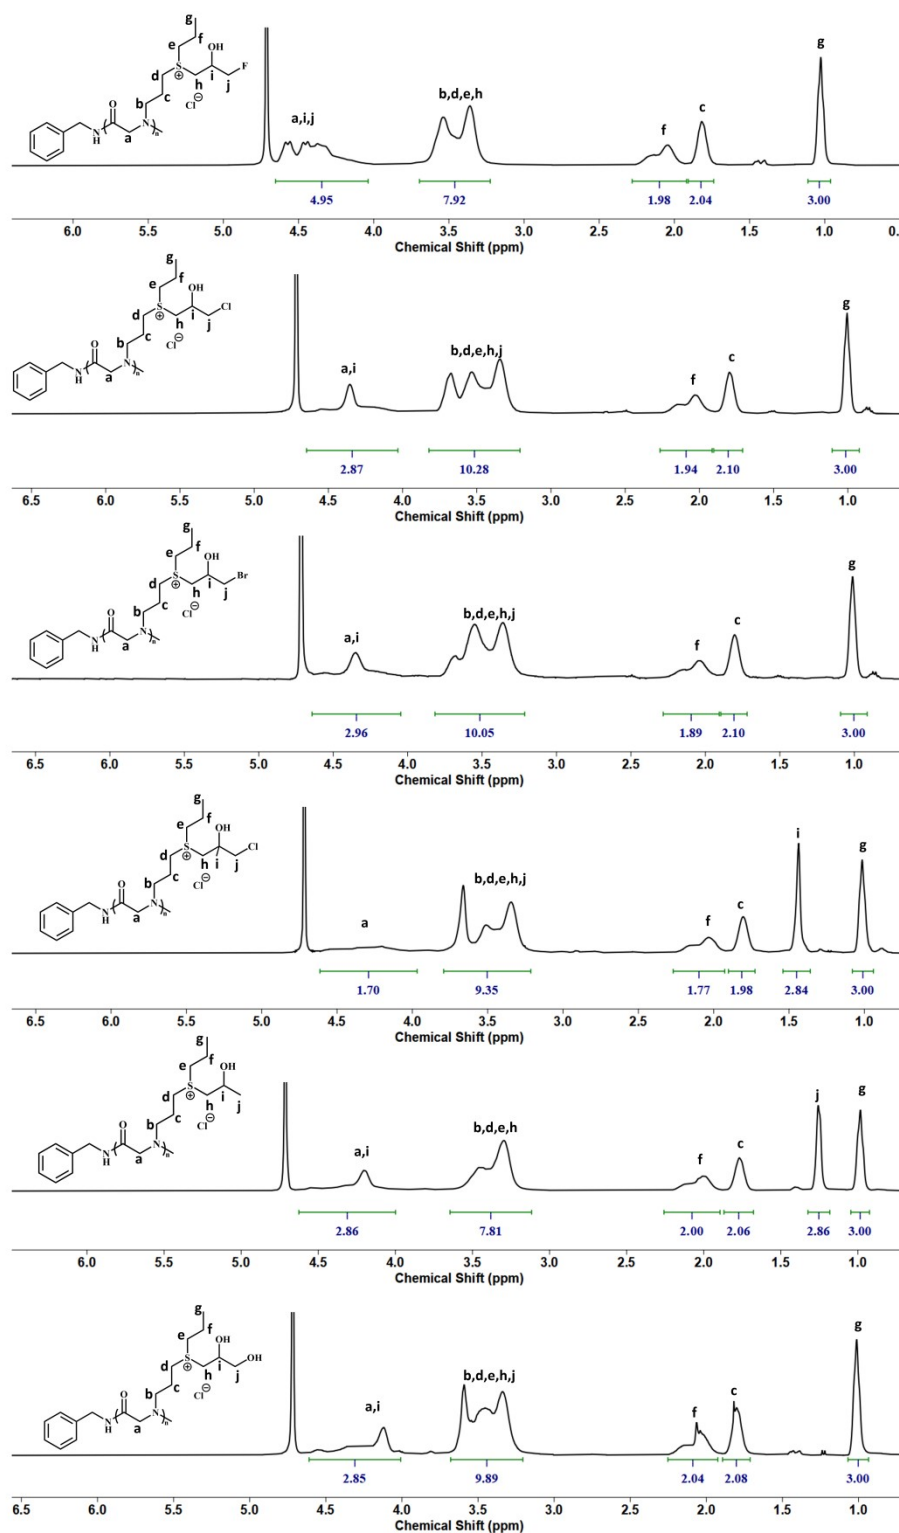 g
f
OH
e
S
F
d
⊕
h
i
j
c
Cl⊖
b
O
N
N
H
a
n
a,i,j
b,d,e,h
f
c
g
4.95
7.92
1.98
2.04
3.00
6.0 5.5 5.0 4.5 4.0 3.5 3.0 2.5 2.0 1.5 1.0 0.
Chemical Shift (ppm)
g
f
OH
e
Cl
S
d
⊕
h
i
j
c
Cl⊖
b
O
N
N
H
a
n
a,i
b,d,e,h,j
f
c
g
2.87
10.28
1.94
2.10
3.00
6.5 6.0 5.5 5.0 4.5 4.0 3.5 3.0 2.5 2.0 1.5 1.0
Chemical Shift (ppm)
g
f
OH
e
Br
S
d
⊕
h
i
j
c
Cl⊖
b
O
N
N
H
a
n
a,i
b,d,e,h,j
f
c
g
2.96
10.05
1.89
2.10
3.00
6.5 6.0 5.5 5.0 4.5 4.0 3.5 3.0 2.5 2.0 1.5 1.0
Chemical Shift (ppm)
g
f
OH
e
Cl
S
d
⊕
h
i
j
c
Cl⊖
b
O
N
N
H
a
n
a
b,d,e,h,j
f
c
i
g
1.70
9.35
1.77
1.98
2.84
3.00
6.5 6.0 5.5 5.0 4.5 4.0 3.5 3.0 2.5 2.0 1.5 1.0
Chemical Shift (ppm)
g
f
OH
e
S
d
⊕
h
i
j
c
Cl⊖
b
O
N
N
H
a
n
a,i
b,d,e,h
f
c
j
g
2.86
7.81
2.00
2.06
2.86
3.00
6.0 5.5 5.0 4.5 4.0 3.5 3.0 2.5 2.0 1.5 1.0
Chemical Shift (ppm)
g
f
OH
e
OH
S
d
⊕
h
i
j
c
Cl⊖
b
O
N
N
H
a
n
a,i
b,d,e,h,j
f
c
g
2.85
9.89
2.04
2.08
3.00
6.5 6.0 5.5 5.0 4.5 4.0 3.5 3.0 2.5 2.0 1.5 1.0
Chemical Shift (ppm)